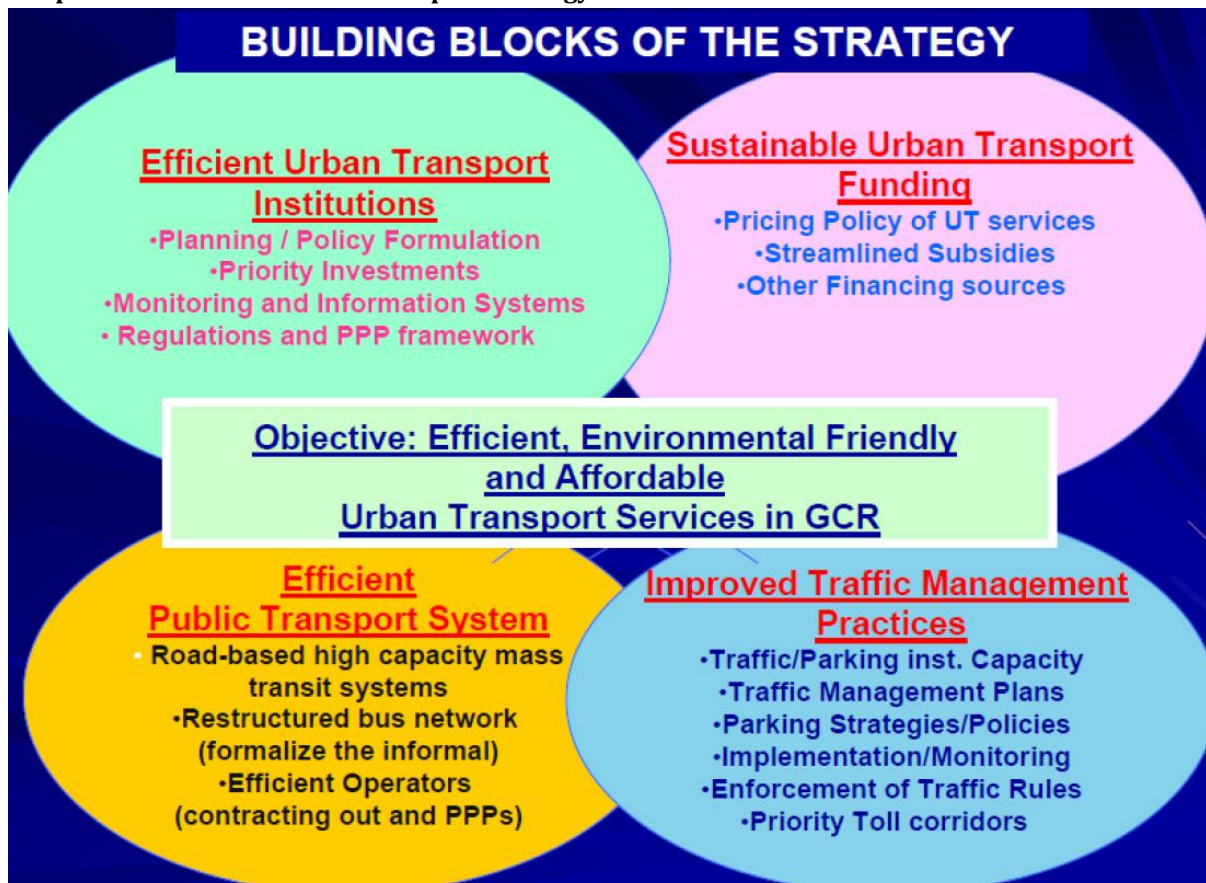 BUILDING BLOCKS OF THE STRATEGY
Efficient Urban Transport
Institutions
•Planning / Policy Formulation
•Priority Investments
•Monitoring and Information Systems
• Regulations and PPP framework
Sustainable Urban Transport
Funding
•Pricing Policy of UT services
•Streamlined Subsidies
•Other Financing sources
Objective: Efficient, Environmental Friendly
and Affordable
Urban Transport Services in GCR
Efficient
Public Transport System
• Road-based high capacity mass
transit systems
•Restructured bus network
(formalize the informal)
•Efficient Operators
(contracting out and PPPs)
Improved Traffic Management
Practices
•Traffic/Parking inst. Capacity
•Traffic Management Plans
•Parking Strategies/Policies
•Implementation/Monitoring
•Enforcement of Traffic Rules
•Priority Toll corridors